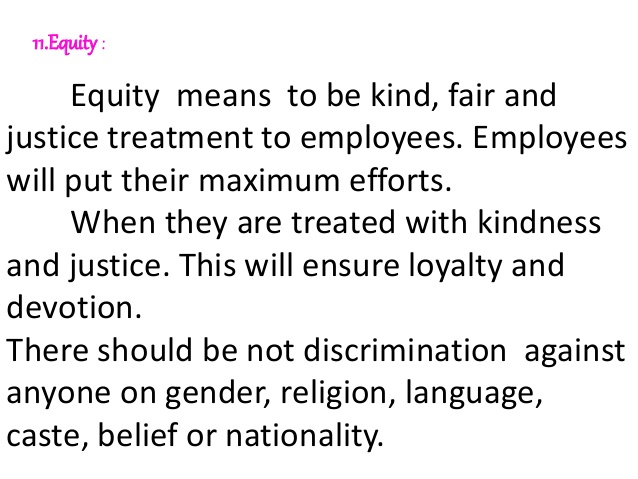 11.Equity :
Equity means to be kind, fair and
justice treatment to employees. Employees
will put their maximum efforts.
When they are treated with kindness
and justice. This will ensure loyalty and
devotion.
There should be not discrimination against
anyone on gender, religion, language,
caste, belief or nationality.